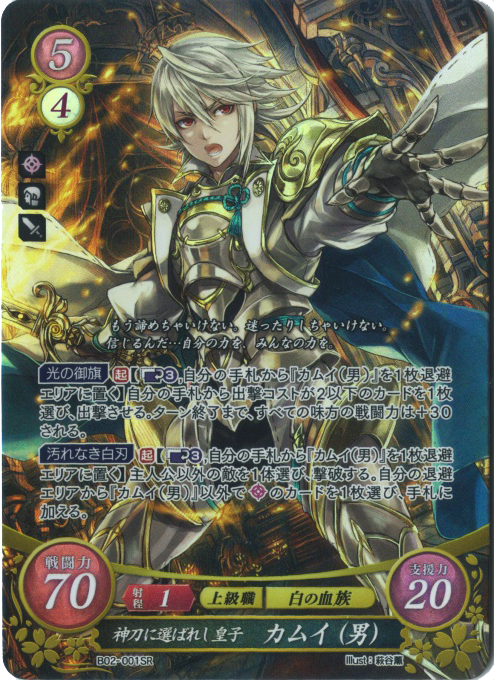 5
4
もう諦めちゃいけない。迷ったりしちゃいけない。
信じるんだ…自分の力を、みんなの力を。
光の御旗 起【3,自分の手札から『カムイ(男)』を1枚退避
エリアに置く】自分の手札から出撃コストが2以下のカードを1枚
選び、出撃させる。ターン終了まで、すべての味方の戦闘力は+30
される。
汚れなき白刃 起【3,自分の手札から『カムイ(男)』を1枚退避
エリアに置く】主人公以外の敵を1体選び、撃破する。自分の退避
エリアから『カムイ(男)』以外ののカードを1枚選び、手札に
加える。
戦闘力
70
射程 1
上級職
白の血族
支援力
20
神刀に選ばれし皇子 カムイ(男)
B02-001SR
Illust:萩谷薫